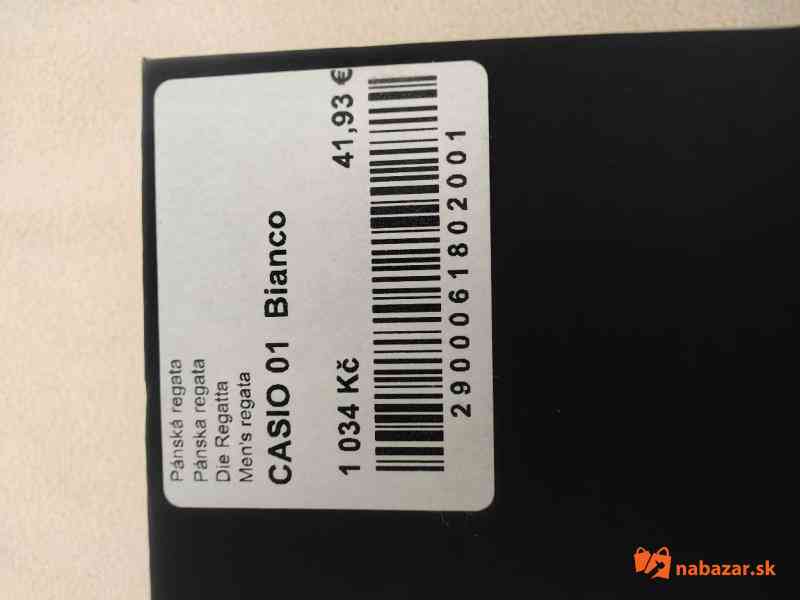 Pánská regata
Pánska regata
Die Regatta
Men's regata
CASIO 01 Bianco
1 034 Kč 41,93 €
2900061802001
nabazar.sk